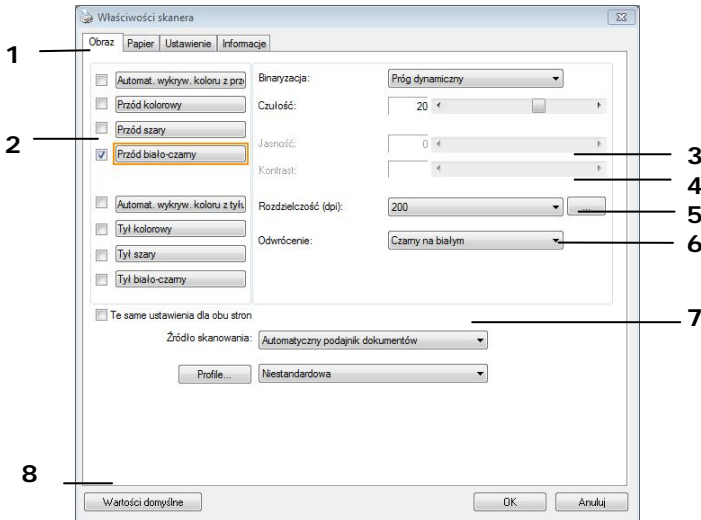 Właściwości skanera
1
Obraz Papier Ustawienie Informacje
Automat. wykryw. koloru z prz
Binaryzacja: Próg dynamiczny
Przód kolorowy
Czułość: 20
2
Przód szary
Jasność: 0
3
Przód biało-czarny
Kontrast:
4
Automat. wykryw. koloru z tyłu
Rozdzielczość (dpi): 200 ...
5
Tył kolorowy
Odwrócenie: Czarny na białym
6
Tył szary
Tył biało-czarny
Te same ustawienia dla obu stron
7
Źródło skanowania: Automatyczny podajnik dokumentów
Profile... Niestandardowa
8
Wartości domyślne OK Anuluj